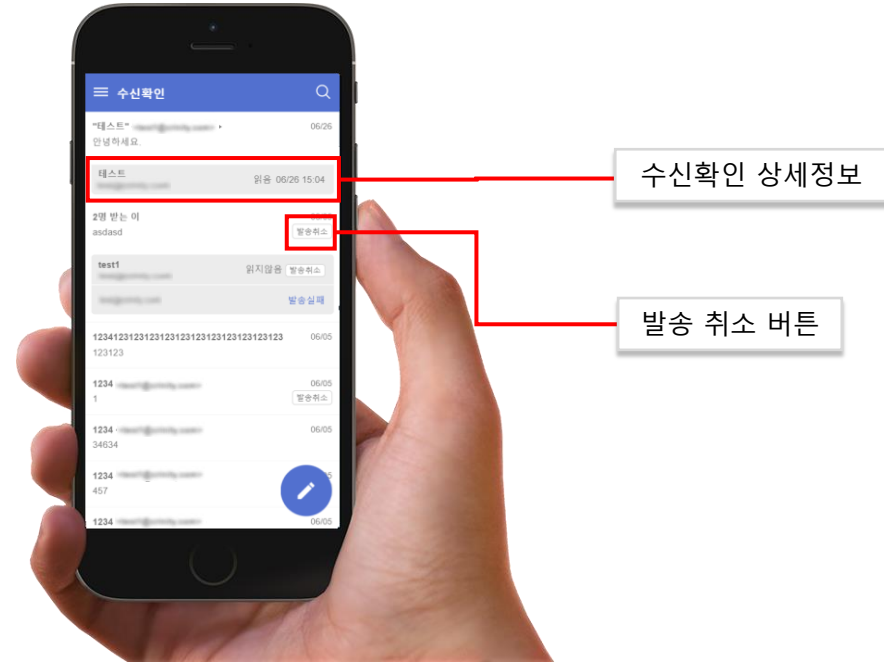 수신확인
"테스트"
06/26
안녕하세요.
테스트
읽음 06/26 15:04
2명 받는 이
asdasd
발송취소
test1
읽지않음 발송취소
발송실패
1234123123123123123123123123123123
06/05
123123
1234
06/05
1
발송취소
1234
06/05
34634
1234
457
1234
06/05
수신확인 상세정보
발송 취소 버튼